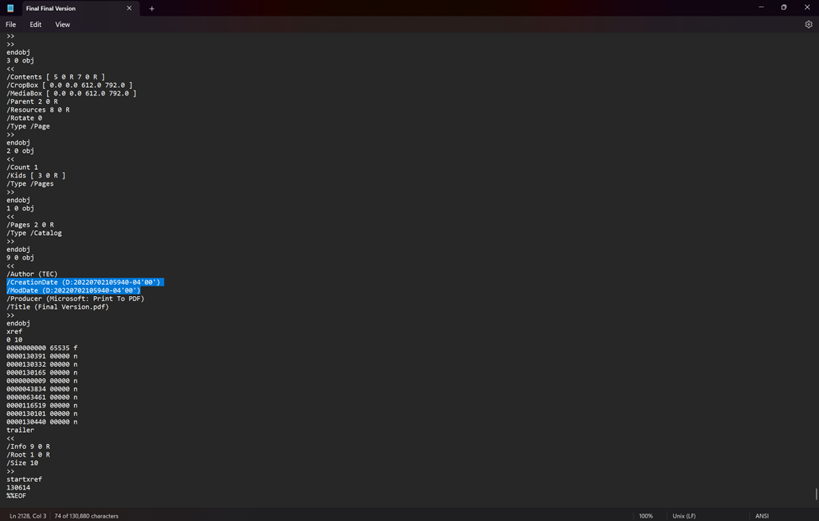 Final Final Version
File Edit View
>>
>>
endobj
3 0 obj
<<
/Contents [ 5 0 R 7 0 R ]
/CropBox [ 0.0 0.0 612.0 792.0 ]
/MediaBox [ 0.0 0.0 612.0 792.0 ]
/Parent 2 0 R
/Resources 8 0 R
/Rotate 0
/Type /Page
>>
endobj
2 0 obj
<<
/Count 1
/Kids [ 3 0 R ]
/Type /Pages
>>
endobj
1 0 obj
<<
/Pages 2 0 R
/Type /Catalog
>>
endobj
9 0 obj
<<
/Author (TEC)
/CreationDate (D:20220702105940-04'00')
/ModDate (D:20220702105940-04'00')
/Producer (Microsoft: Print To PDF)
/Title (Final Version.pdf)
>>
endobj
xref
0 10
0000000000 65535 f
0000130391 00000 n
0000130332 00000 n
0000130165 00000 n
0000000009 00000 n
0000043834 00000 n
0000063461 00000 n
0000116519 00000 n
0000130101 00000 n
0000130440 00000 n
trailer
<<
/Info 9 0 R
/Root 1 0 R
/Size 10
>>
startxref
130614
%%EOF
Ln 2128, Col 3 74 of 130,880 characters 100% Unix (LF) ANSI